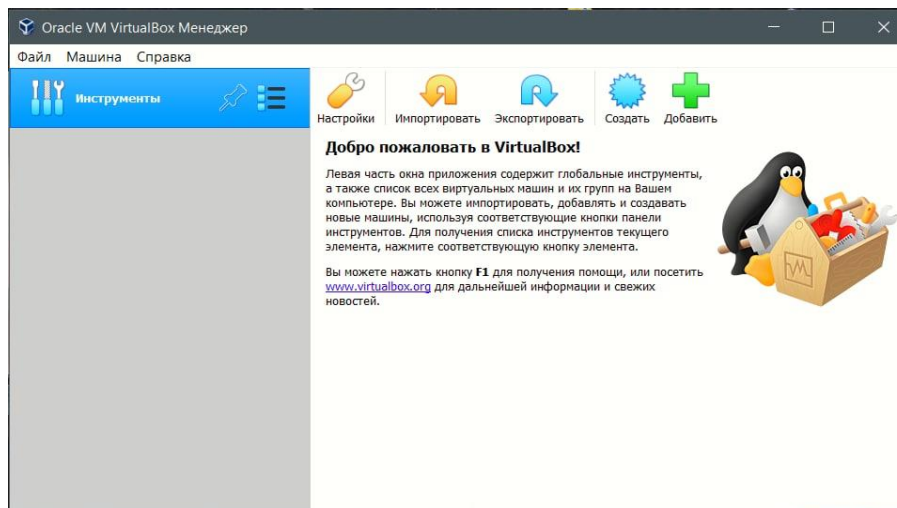 Oracle VM VirtualBox Менеджер
Файл Машина Справка
Инструменты
Настройки Импортировать Экспортировать Создать Добавить
Добро пожаловать в VirtualBox!
Левая часть окна приложения содержит глобальные инструменты,
а также список всех виртуальных машин и их групп на Вашем
компьютере. Вы можете импортировать, добавлять и создавать
новые машины, используя соответствующие кнопки панели
инструментов. Для получения списка инструментов текущего
элемента, нажмите соответствующую кнопку элемента.
Вы можете нажать кнопку F1 для получения помощи, или посетить
www.virtualbox.org для дальнейшей информации и свежих
новостей.